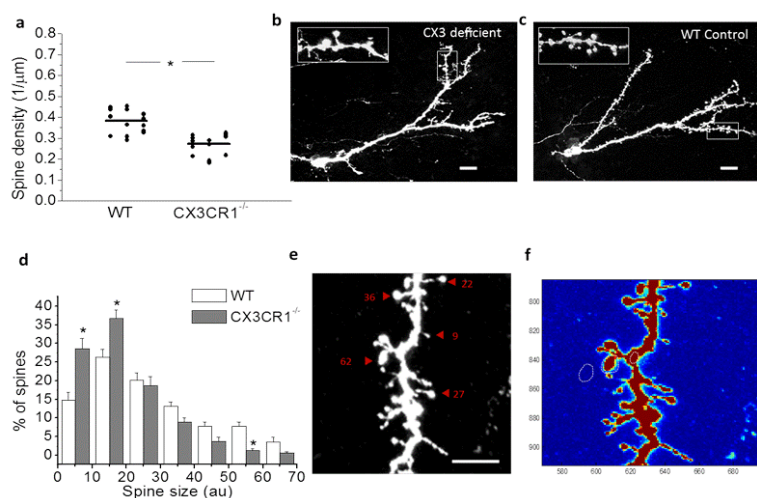 a
Spine density (1/μm)
0.8
0.7
0.6
0.5
0.4
0.3
0.2
0.1
0.0
*
WT CX3CR1-/-
b
CX3 deficient
c
WT Control
d
% of spines
40
35
30
25
20
15
10
5
0
WT
CX3CR1-/-
* * *
0 10 20 30 40 50 60 70
Spine size (au)
e
22
36
9
62
27
f
800
820
840
860
880
900
580 600 620 640 660 680